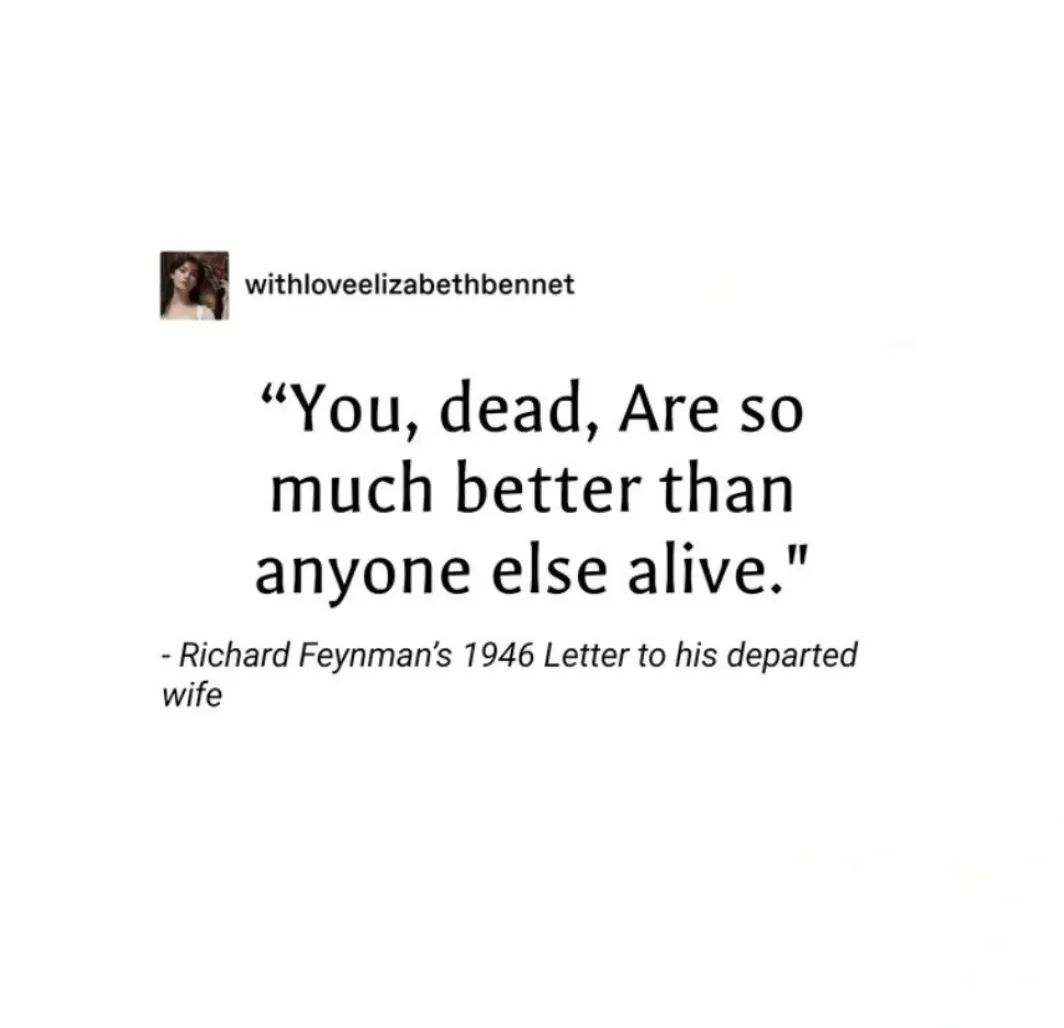 withloveelizabethbennet
“You, dead, Are so
much better than
anyone else alive."
- Richard Feynman’s 1946 Letter to his departed
wife